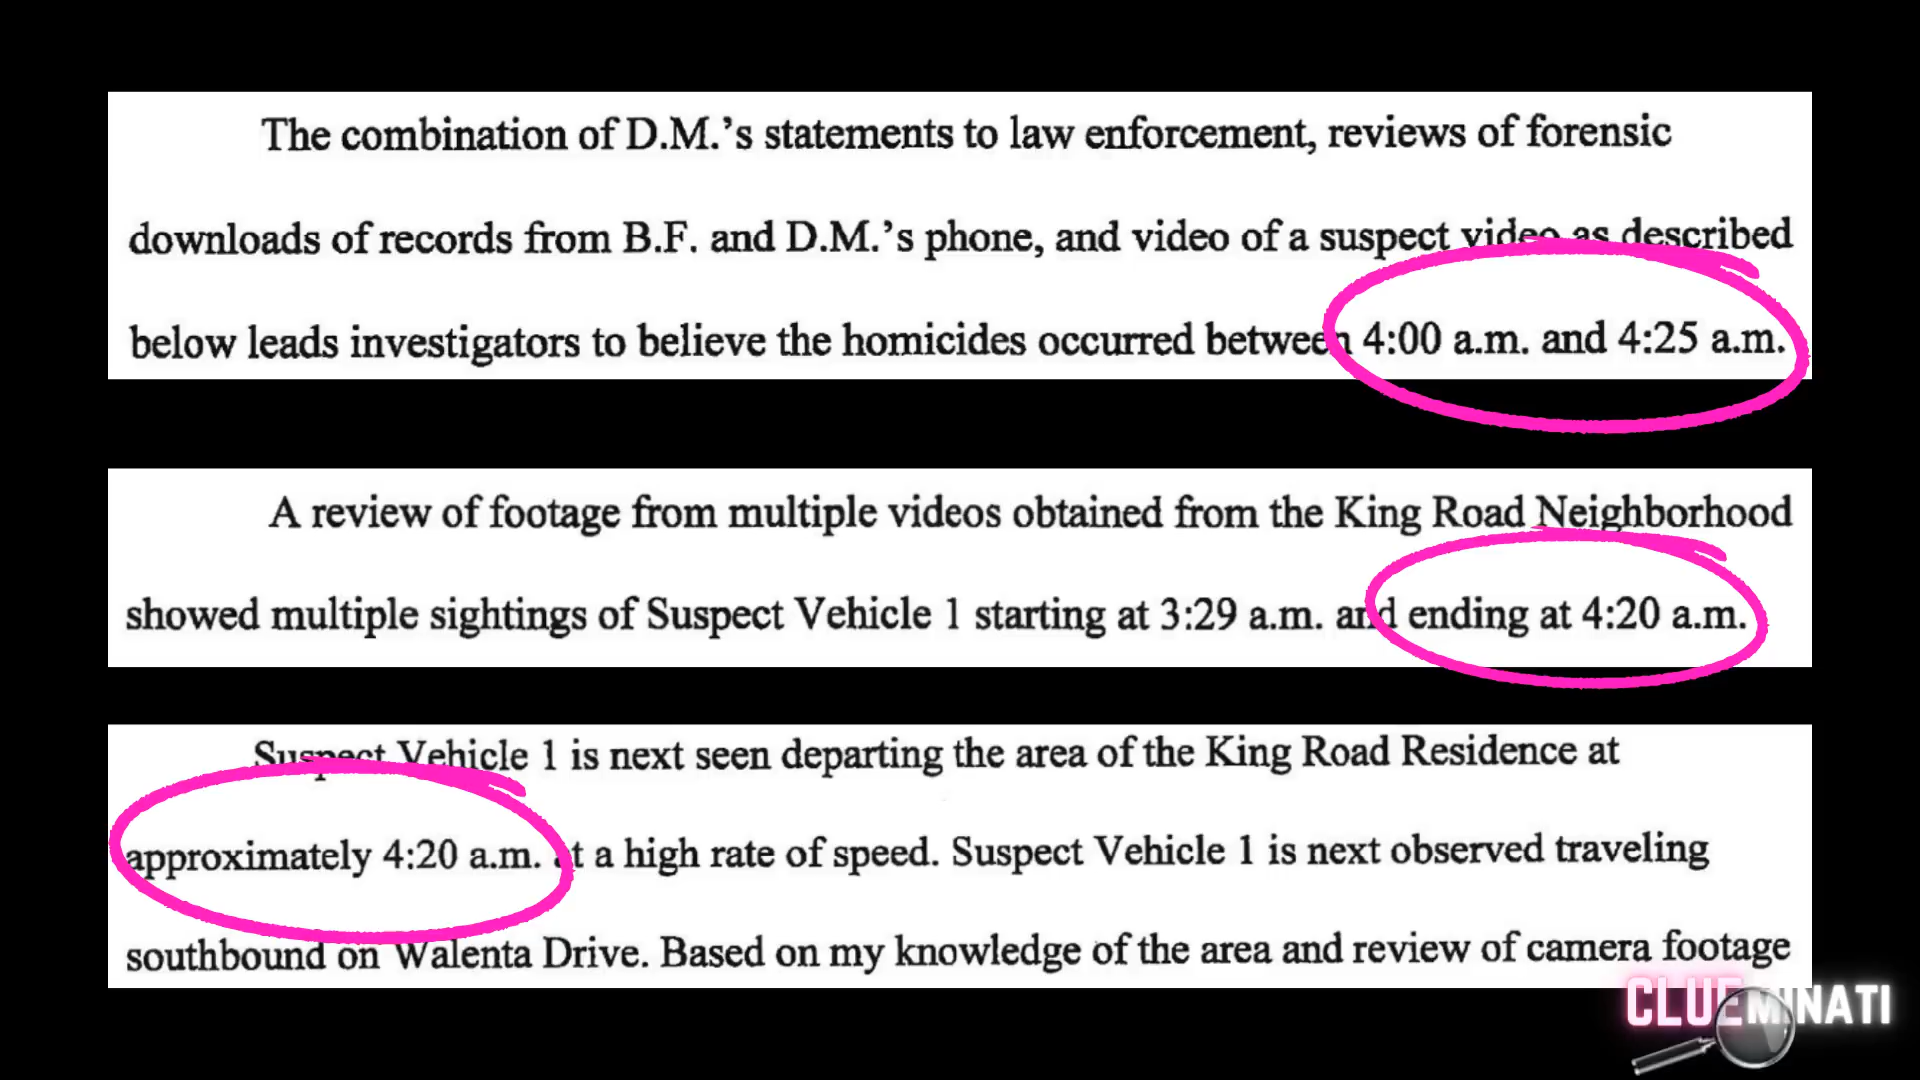 The combination of D.M.'s statements to law enforcement, reviews of forensic
downloads of records from B.F. and D.M.'s phone, and video of a suspect video as described
below leads investigators to believe the homicides occurred between 4:00 a.m. and 4:25 a.m.
A review of footage from multiple videos obtained from the King Road Neighborhood
showed multiple sightings of Suspect Vehicle 1 starting at 3:29 a.m. and ending at 4:20 a.m.
Suspect Vehicle 1 is next seen departing the area of the King Road Residence at
approximately 4:20 a.m. at a high rate of speed. Suspect Vehicle 1 is next observed traveling
southbound on Walenta Drive. Based on my knowledge of the area and review of camera footage
CLUEMINATI